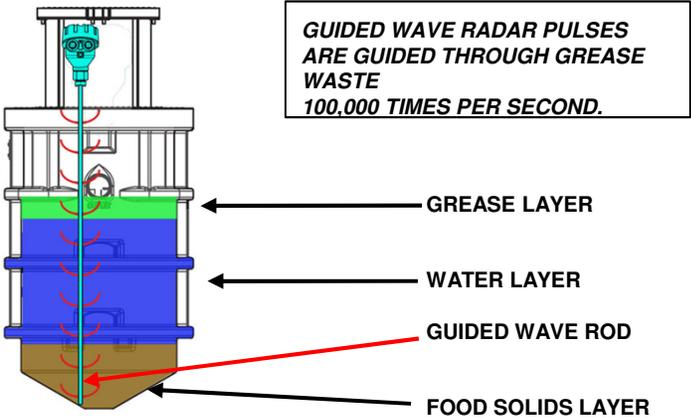 GUIDED WAVE RADAR PULSES
ARE GUIDED THROUGH GREASE
WASTE
100,000 TIMES PER SECOND.
GREASE LAYER
WATER LAYER
GUIDED WAVE ROD
FOOD SOLIDS LAYER